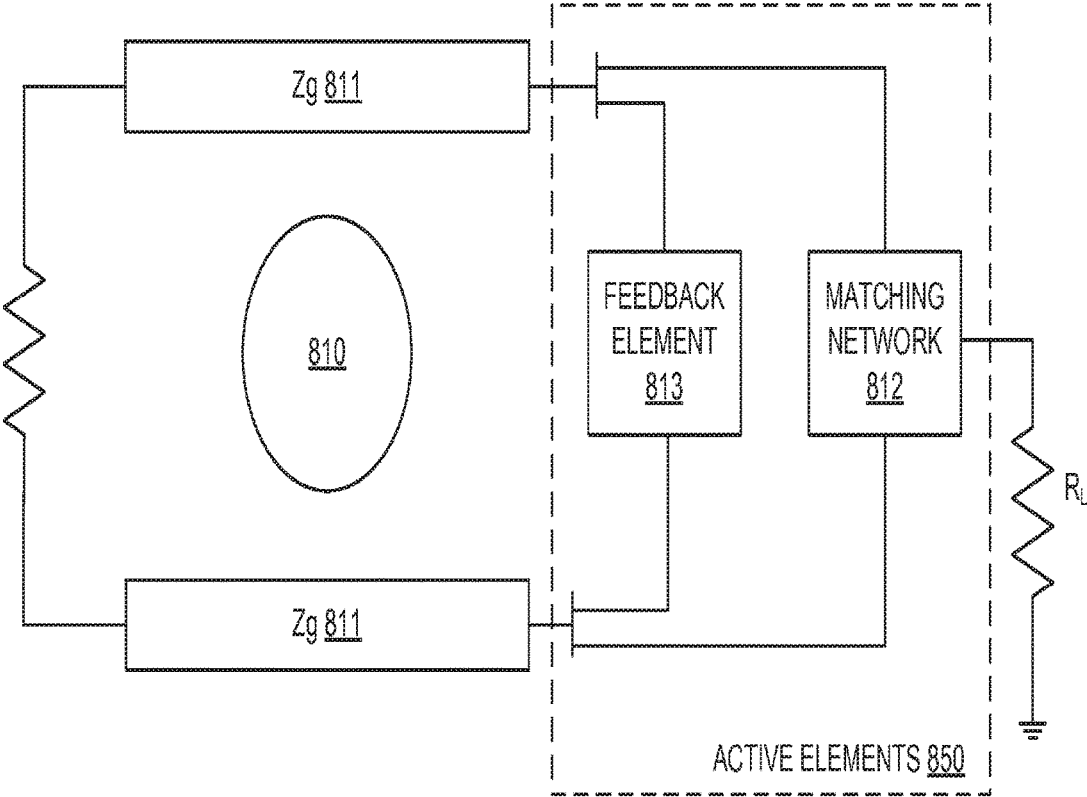 Zg 811
810
FEEDBACK
ELEMENT
813
MATCHING
NETWORK
812
RL
Zg 811
ACTIVE ELEMENTS 850